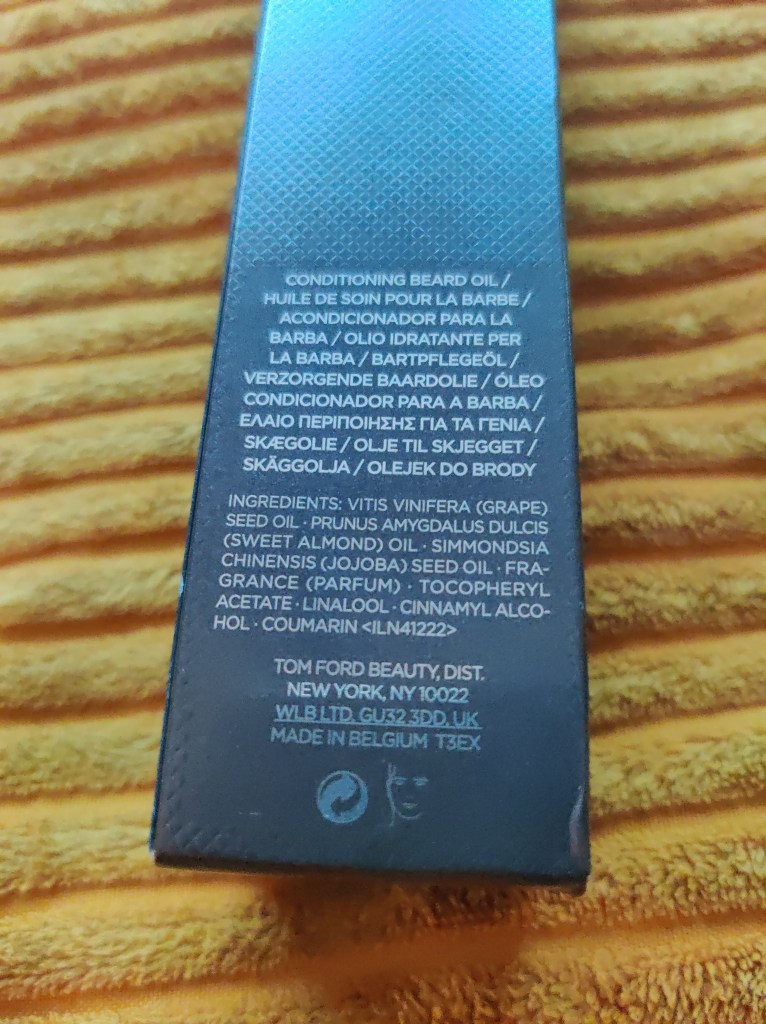 CONDITIONING BEARD OIL /
HUILE DE SOIN POUR LA BARBE /
ACONDICIONADOR PARA LA
BARBA / OLIO IDRATANTE PER
LA BARBA / BARTPFLEGEÖL /
VERZORGENDE BAARDOLIE / ÓLEO
CONDICIONADOR PARA A BARBA /
ΕΛΑΙΟ ΠΕΡΙΠΟΙΗΣΗΣ ΓΙΑ ΤΑ ΓΕΝΙΑ /
SKÆGOLIE / OLJE TIL SKJEGGET /
SKÄGGOLJA / OLEJEK DO BRODY
INGREDIENTS: VITIS VINIFERA (GRAPE)
SEED OIL · PRUNUS AMYGDALUS DULCIS
(SWEET ALMOND) OIL · SIMMONDSIA
CHINENSIS (JOJOBA) SEED OIL · FRA-
GRANCE (PARFUM) · TOCOPHERYL
ACETATE · LINALOOL · CINNAMYL ALCO-
HOL · COUMARIN <ILN41222>
TOM FORD BEAUTY, DIST.
NEW YORK, NY 10022
WLB LTD. GU32 3DD, UK
MADE IN BELGIUM T3EX